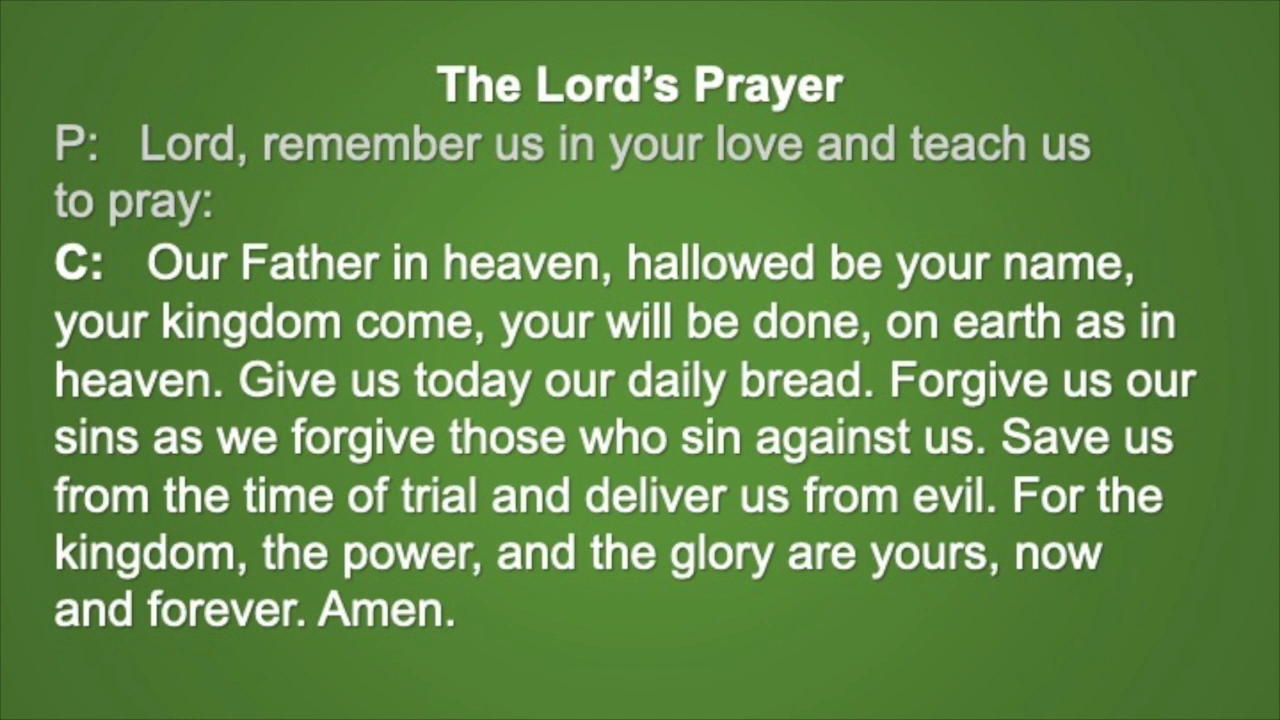 The Lord’s Prayer
P: Lord, remember us in your love and teach us
to pray:
C: Our Father in heaven, hallowed be your name,
your kingdom come, your will be done, on earth as in
heaven. Give us today our daily bread. Forgive us our
sins as we forgive those who sin against us. Save us
from the time of trial and deliver us from evil. For the
kingdom, the power, and the glory are yours, now
and forever. Amen.